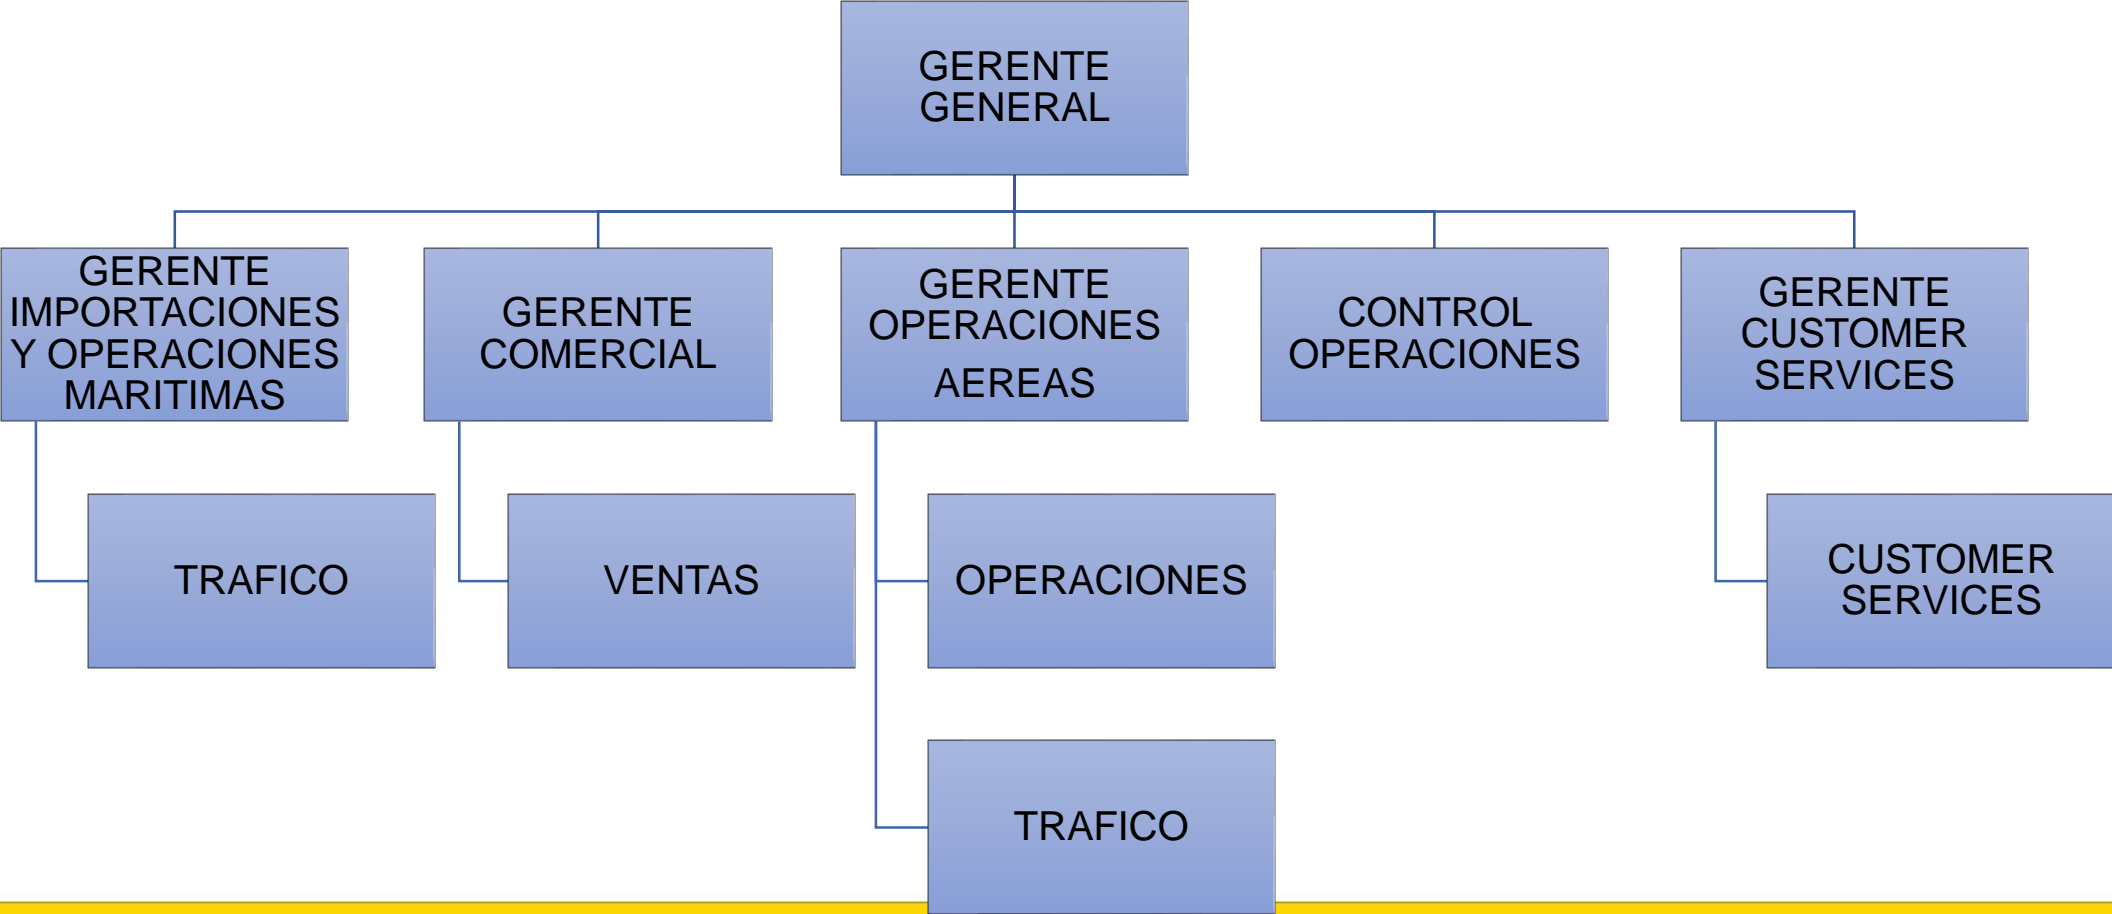 GERENTE
GENERAL
GERENTE
IMPORTACIONES
Y OPERACIONES
MARITIMAS
GERENTE
COMERCIAL
GERENTE
OPERACIONES
AEREAS
CONTROL
OPERACIONES
GERENTE
CUSTOMER
SERVICES
TRAFICO
VENTAS
OPERACIONES
CUSTOMER
SERVICES
TRAFICO